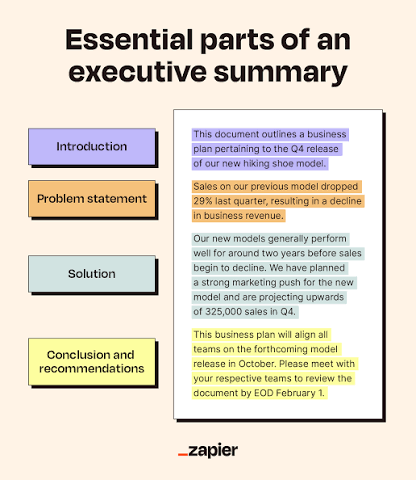 Essential parts of an
executive summary
Introduction
This document outlines a business
plan pertaining to the Q4 release
of our new hiking shoe model.
Problem statement
Sales on our previous model dropped
29% last quarter, resulting in a decline
in business revenue.
Solution
Our new models generally perform
well for around two years before sales
begin to decline. We have planned
a strong marketing push for the new
model and are projecting upwards
of 325,000 sales in Q4.
Conclusion and
recommendations
This business plan will align all
teams on the forthcoming model
release in October. Please meet with
your respective teams to review the
document by EOD February 1.
_zapier